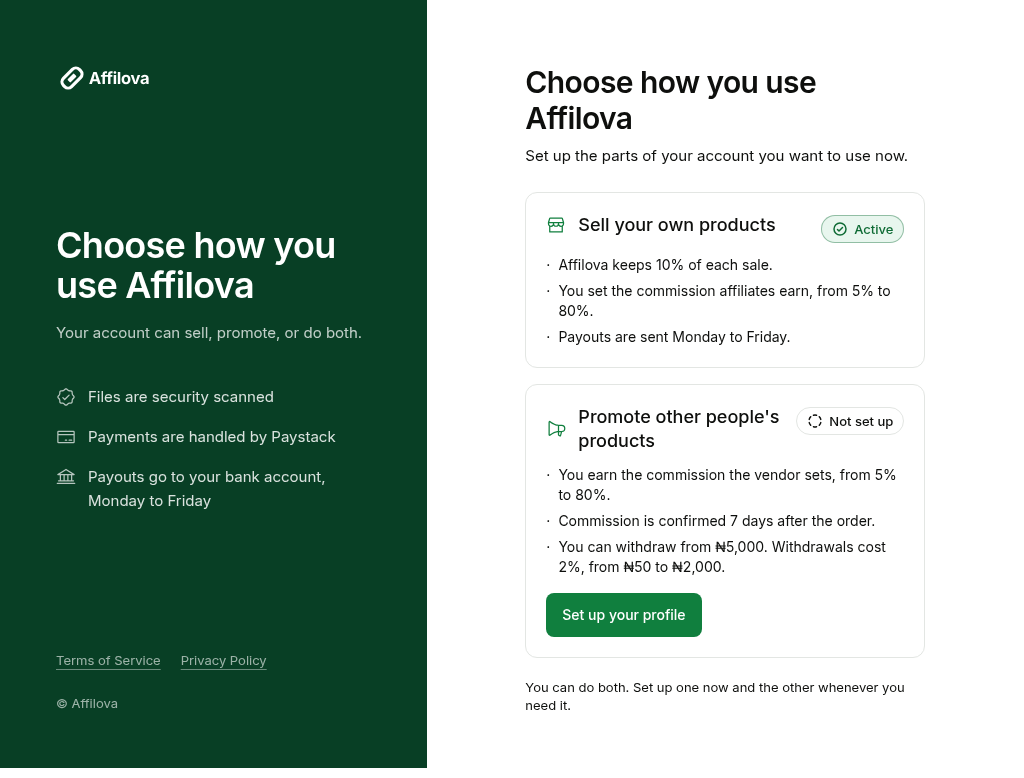 Affilova
Choose how you
use Affilova
Your account can sell, promote, or do both.
Files are security scanned
Payments are handled by Paystack
Payouts go to your bank account,
Monday to Friday
Terms of Service Privacy Policy
© Affilova
Choose how you use
Affilova
Set up the parts of your account you want to use now.
Sell your own products
Active
· Affilova keeps 10% of each sale.
· You set the commission affiliates earn, from 5% to
80%.
· Payouts are sent Monday to Friday.
Promote other people's
products
Not set up
· You earn the commission the vendor sets, from 5%
to 80%.
· Commission is confirmed 7 days after the order.
· You can withdraw from ₦5,000. Withdrawals cost
2%, from ₦50 to ₦2,000.
Set up your profile
You can do both. Set up one now and the other whenever you
need it.